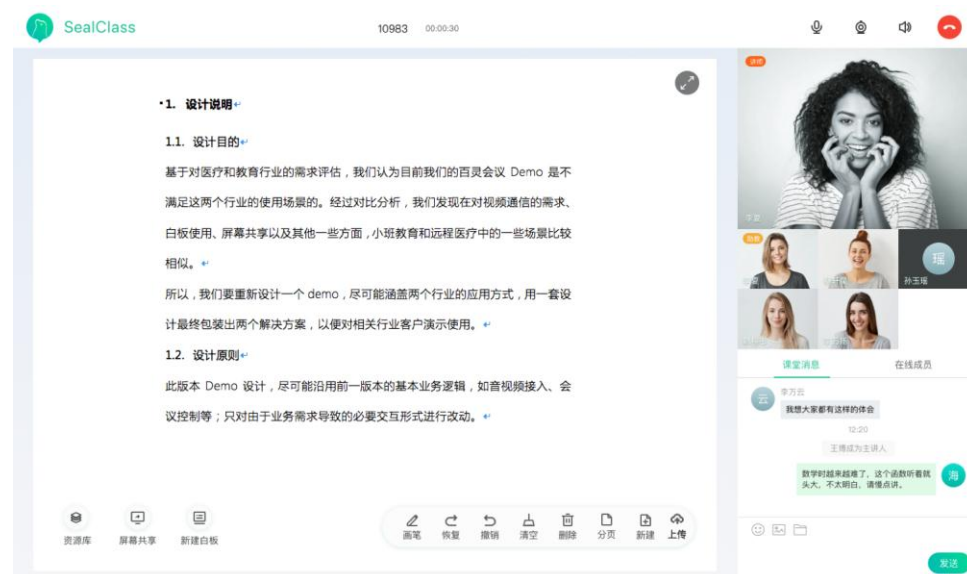 SealClass
10983 00:00:30
1. 设计说明
1.1. 设计目的
基于对医疗和教育行业的需求评估，我们认为目前我们的百灵会议 Demo 是不
满足这两个行业的使用场景的。经过对比分析，我们发现在对视频通信的需求、
白板使用、屏幕共享以及其他一些方面，小班教育和远程医疗中的一些场景比较
相似。
所以，我们要重新设计一个 demo，尽可能涵盖两个行业的应用方式，用一套设
计最终包装出两个解决方案，以便对相关行业客户演示使用。
1.2. 设计原则
此版本 Demo 设计，尽可能沿用前一版本的基本业务逻辑，如音视频接入、会
议控制等；只对由于业务需求导致的必要交互形式进行改动。
资源库 屏幕共享 新建白板
画笔 恢复 撤销 清空 删除 分页 新建 上传
讲师
瑶
孙玉瑶
课堂消息 在线成员
云
李万云
我想大家都有这样的体会
12:20
王博成为主讲人
数学时越来越难了，这个函数听着就
头大，不太明白，请慢点讲。
海
发送